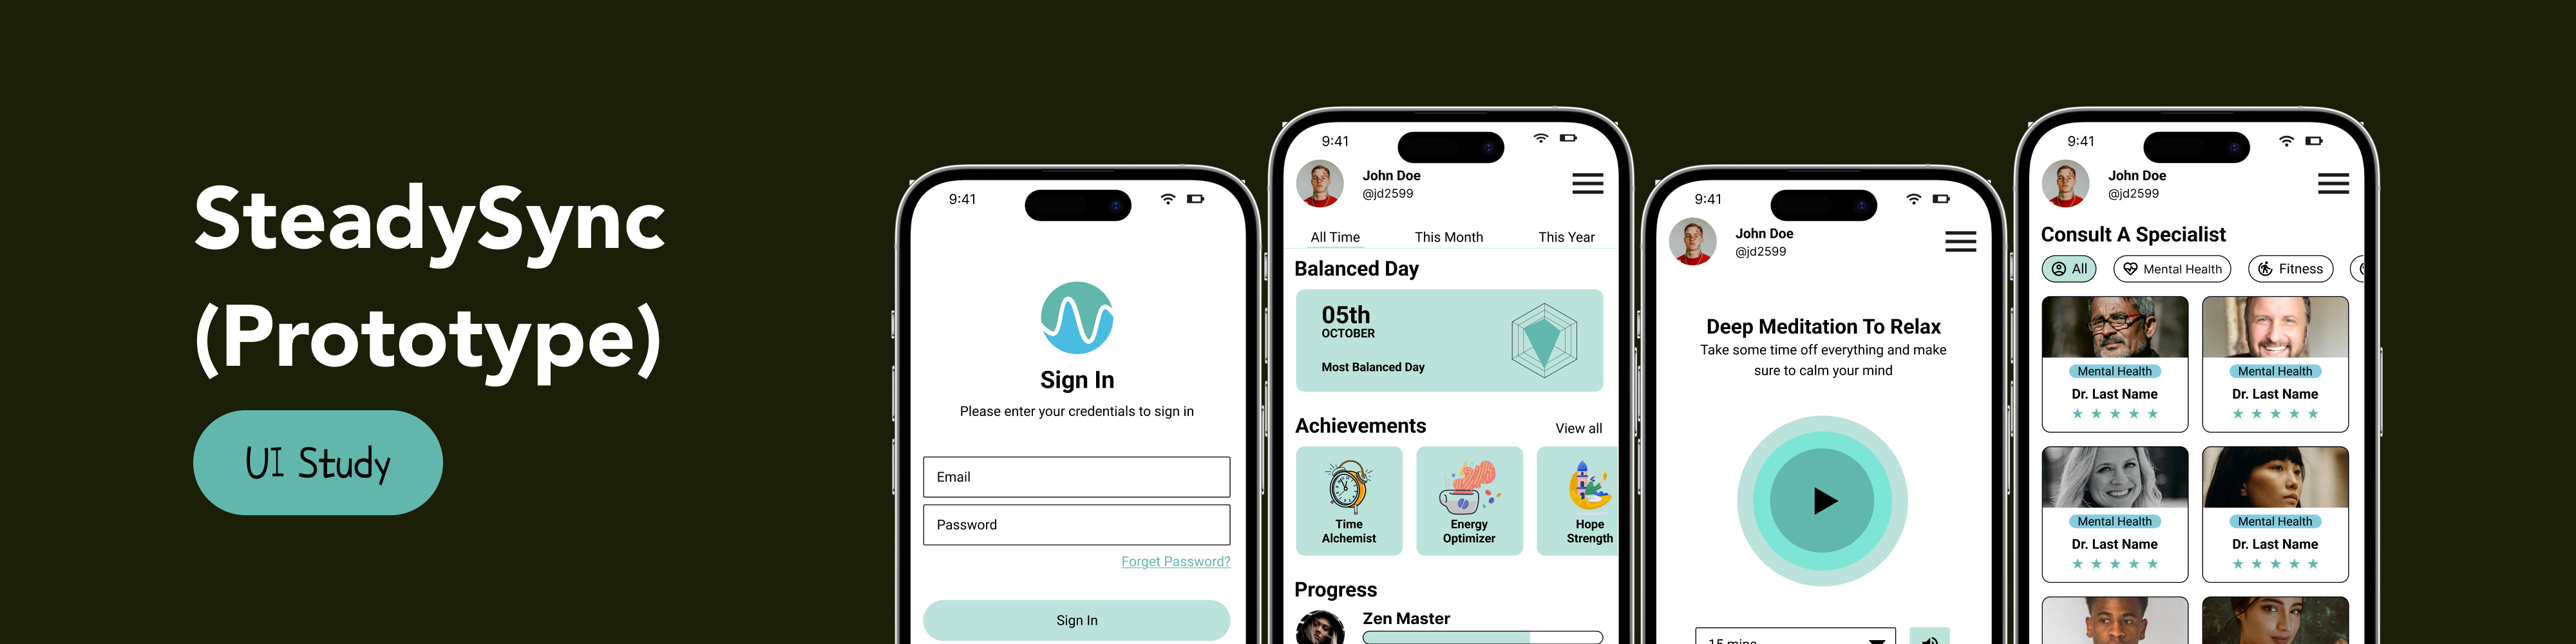 SteadySync
(Prototype)
UI Study
9:41
Sign In
Please enter your credentials to sign in
Email
Password
Forget Password?
Sign In
9:41
John Doe
@jd2599
All Time This Month This Year
Balanced Day
05th
OCTOBER
Most Balanced Day
Achievements View all
Time Alchemist
Energy Optimizer
Hope Strength
Progress
Zen Master
9:41
John Doe
@jd2599
Deep Meditation To Relax
Take some time off everything and make
sure to calm your mind
15 mins
9:41
John Doe
@jd2599
Consult A Specialist
All Mental Health Fitness
Mental Health Mental Health
Dr. Last Name Dr. Last Name
Mental Health Mental Health
Dr. Last Name Dr. Last Name